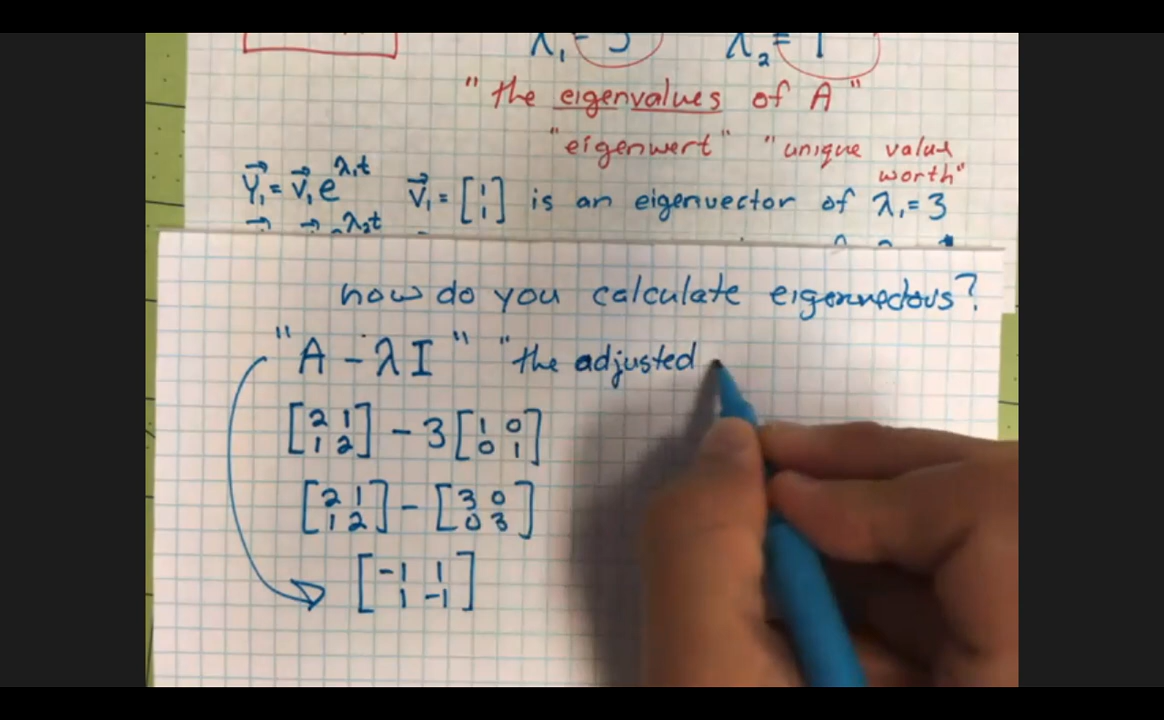 λ₁ = 3 λ₂ = 1
"the eigenvalues of A"
"eigenwert" "unique value
worth"
Y⃗₁ = v⃗₁ e^λ₁t v⃗₁ = [1 1] is an eigenvector of λ₁ = 3
λ₂t
how do you calculate eigenvectors?
"A - λI" "the adjusted
[2 1 1 2] - 3 [1 0 0 1]
[2 1 1 2] - [3 0 0 3]
[-1 1 1 -1]